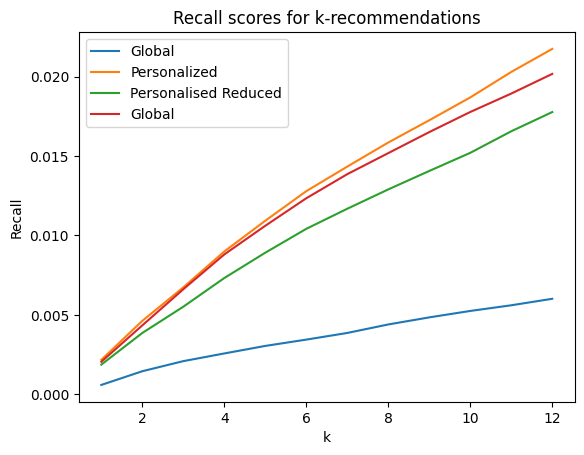 Recall scores for k-recommendations
Global
Personalized
Personalised Reduced
Global
Recall
0.020
0.015
0.010
0.005
0.000
2 4 6 8 10 12
k